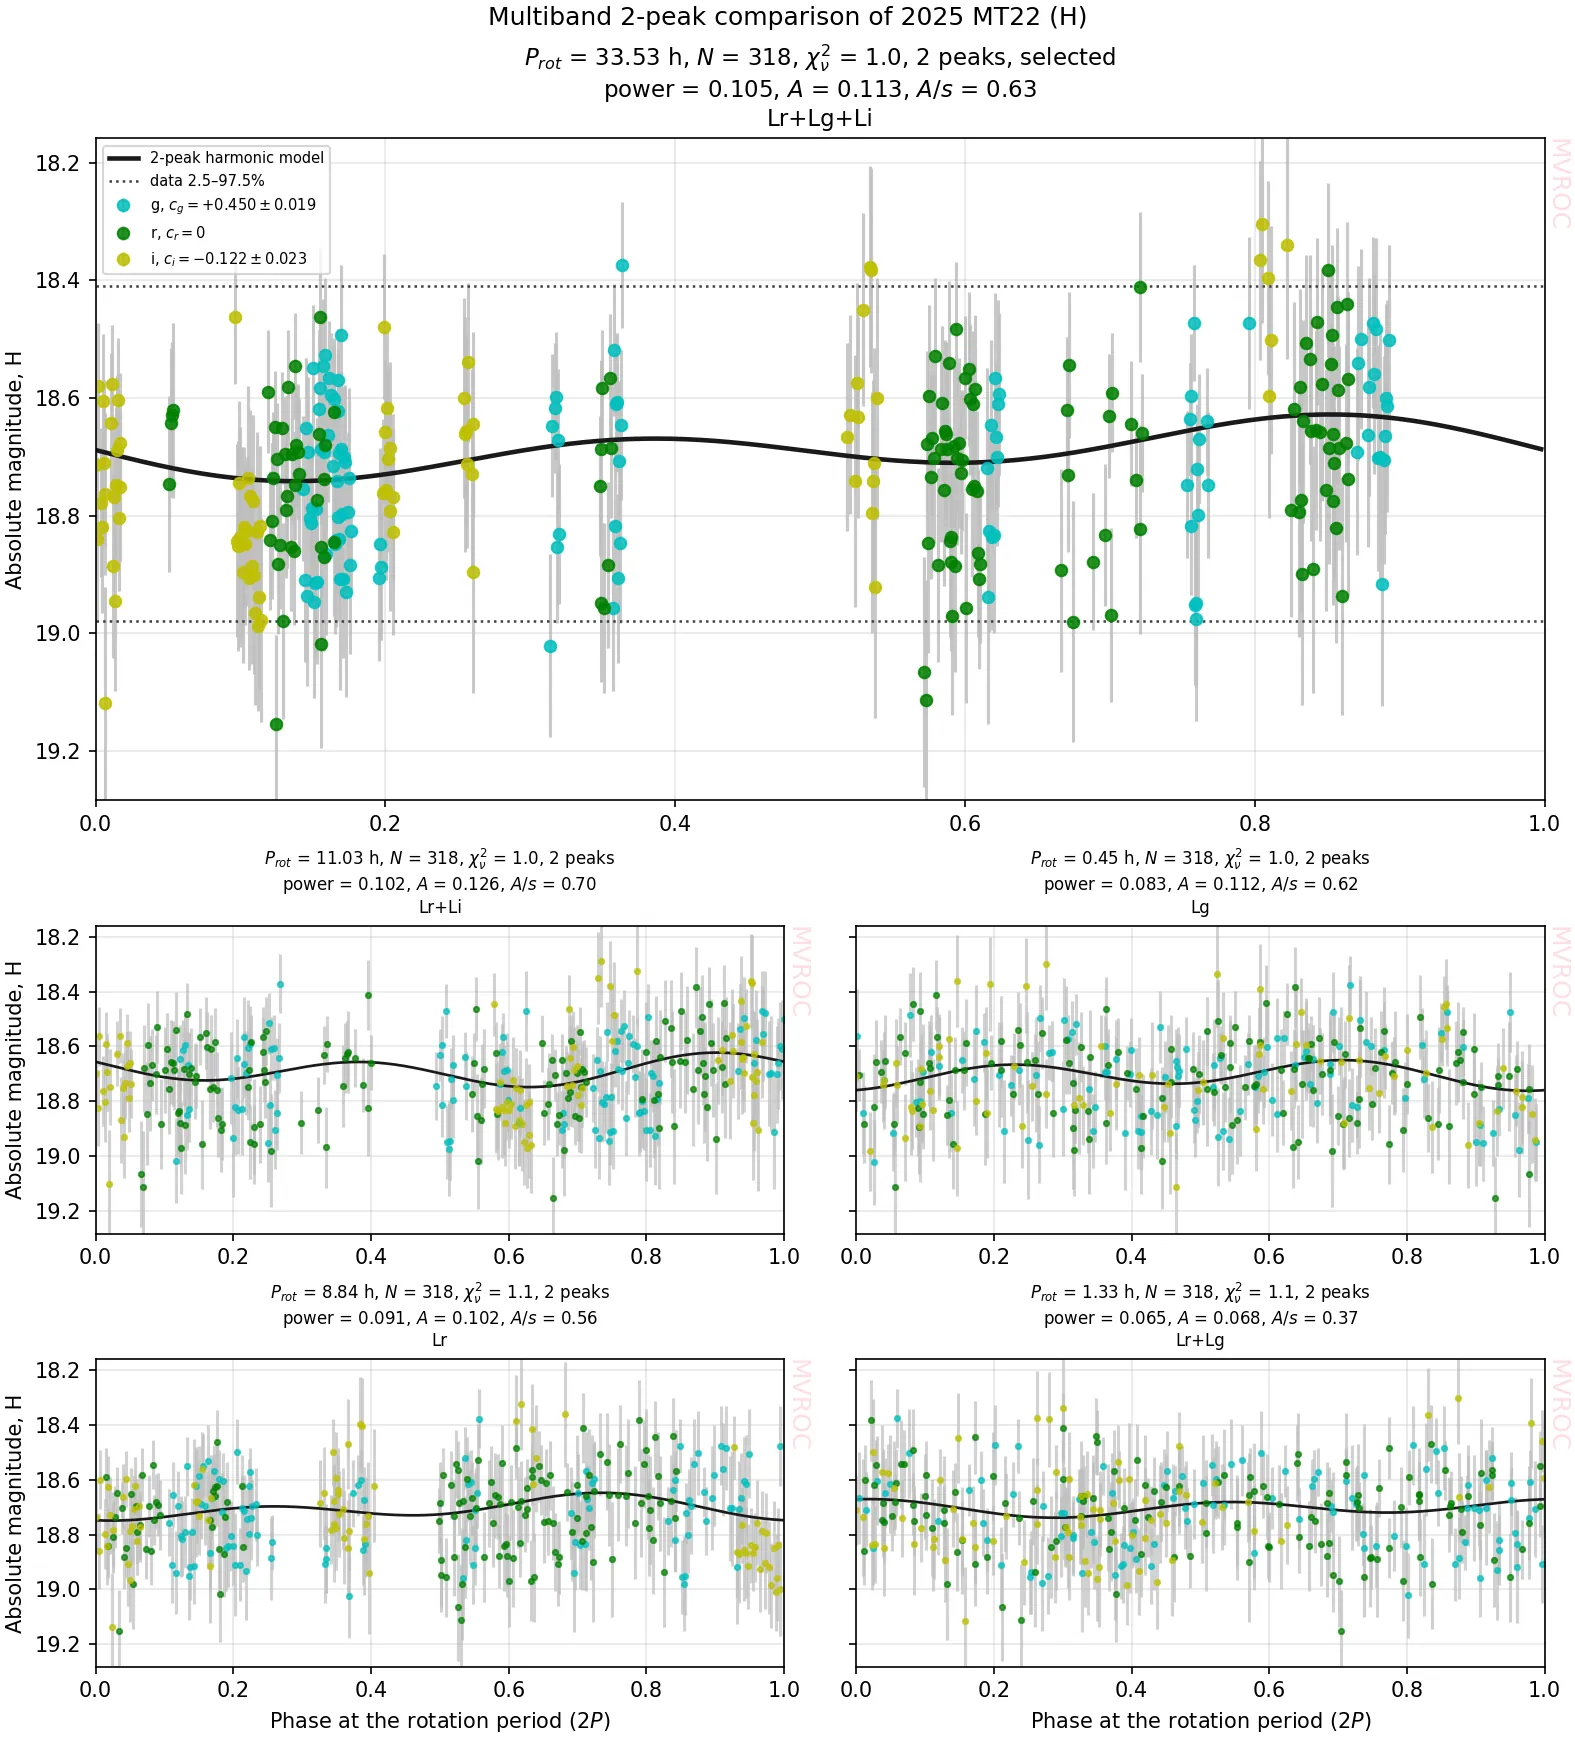 Multiband 2-peak comparison of 2025 MT22 (H)
P_rot = 33.53 h, N = 318, χ²_ν = 1.0, 2 peaks, selected
power = 0.105, A = 0.113, A/s = 0.63
Lr+Lg+Li
MVROC
2-peak harmonic model
data 2.5–97.5%
g, c_g = +0.450 ± 0.019
r, c_r = 0
i, c_i = −0.122 ± 0.023
Absolute magnitude, H
18.2
18.4
18.6
18.8
19.0
19.2
0.0 0.2 0.4 0.6 0.8 1.0
P_rot = 11.03 h, N = 318, χ²_ν = 1.0, 2 peaks
power = 0.102, A = 0.126, A/s = 0.70
Lr+Li
MVROC
Absolute magnitude, H
18.2
18.4
18.6
18.8
19.0
19.2
0.0 0.2 0.4 0.6 0.8 1.0
P_rot = 0.45 h, N = 318, χ²_ν = 1.0, 2 peaks
power = 0.083, A = 0.112, A/s = 0.62
Lg
MVROC
0.0 0.2 0.4 0.6 0.8 1.0
P_rot = 8.84 h, N = 318, χ²_ν = 1.1, 2 peaks
power = 0.091, A = 0.102, A/s = 0.56
Lr
MVROC
Absolute magnitude, H
18.2
18.4
18.6
18.8
19.0
19.2
0.0 0.2 0.4 0.6 0.8 1.0
Phase at the rotation period (2P)
P_rot = 1.33 h, N = 318, χ²_ν = 1.1, 2 peaks
power = 0.065, A = 0.068, A/s = 0.37
Lr+Lg
MVROC
0.0 0.2 0.4 0.6 0.8 1.0
Phase at the rotation period (2P)